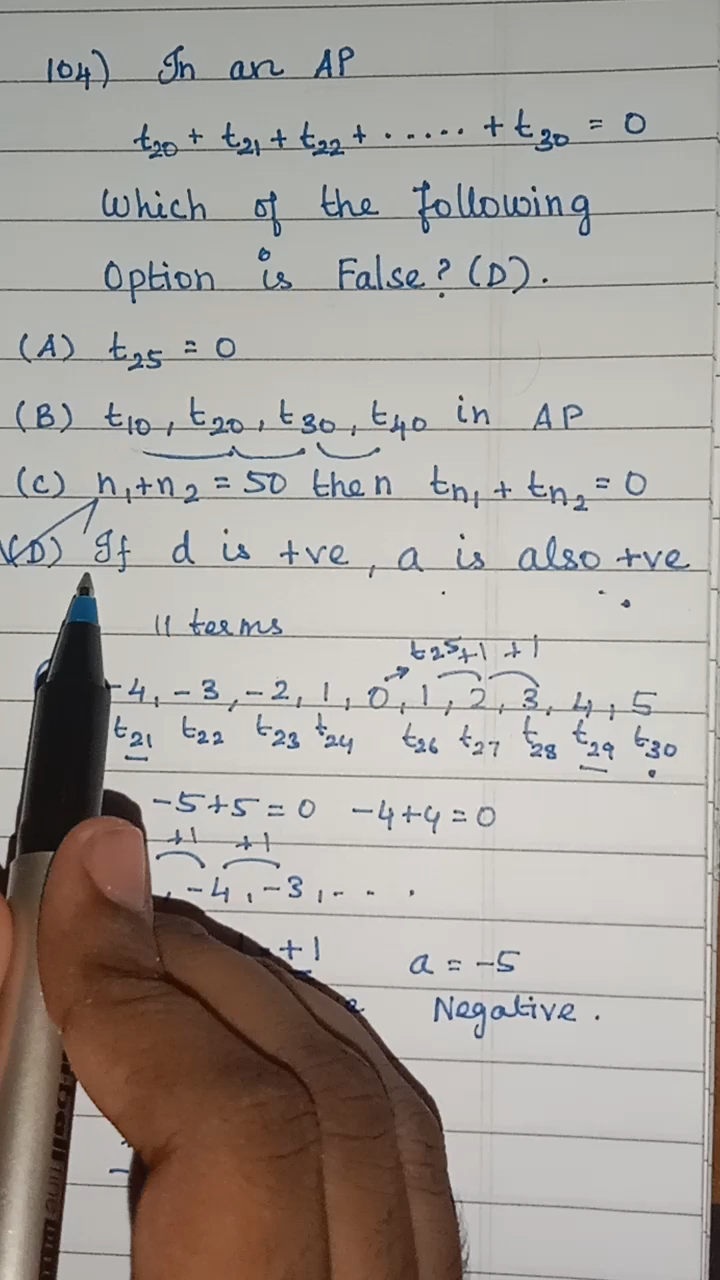 104) In an AP
t20 + t21 + t22 + ...... + t30 = 0
Which of the following
Option is False? (D).
(A) t25 = 0
(B) t10, t20, t30, t40 in AP
(C) n1+n2 = 50 then tn1 + tn2 = 0
(D) If d is +ve, a is also +ve
11 terms
t25 +1 +1
-4, -3, -2, 1, 0, 1, 2, 3, 4, 5
t21 t22 t23 t24 t26 t27 t28 t29 t30
-5+5=0 -4+4=0
+1 +1
, -4, -3, - - .
+1 a = -5
Negative.